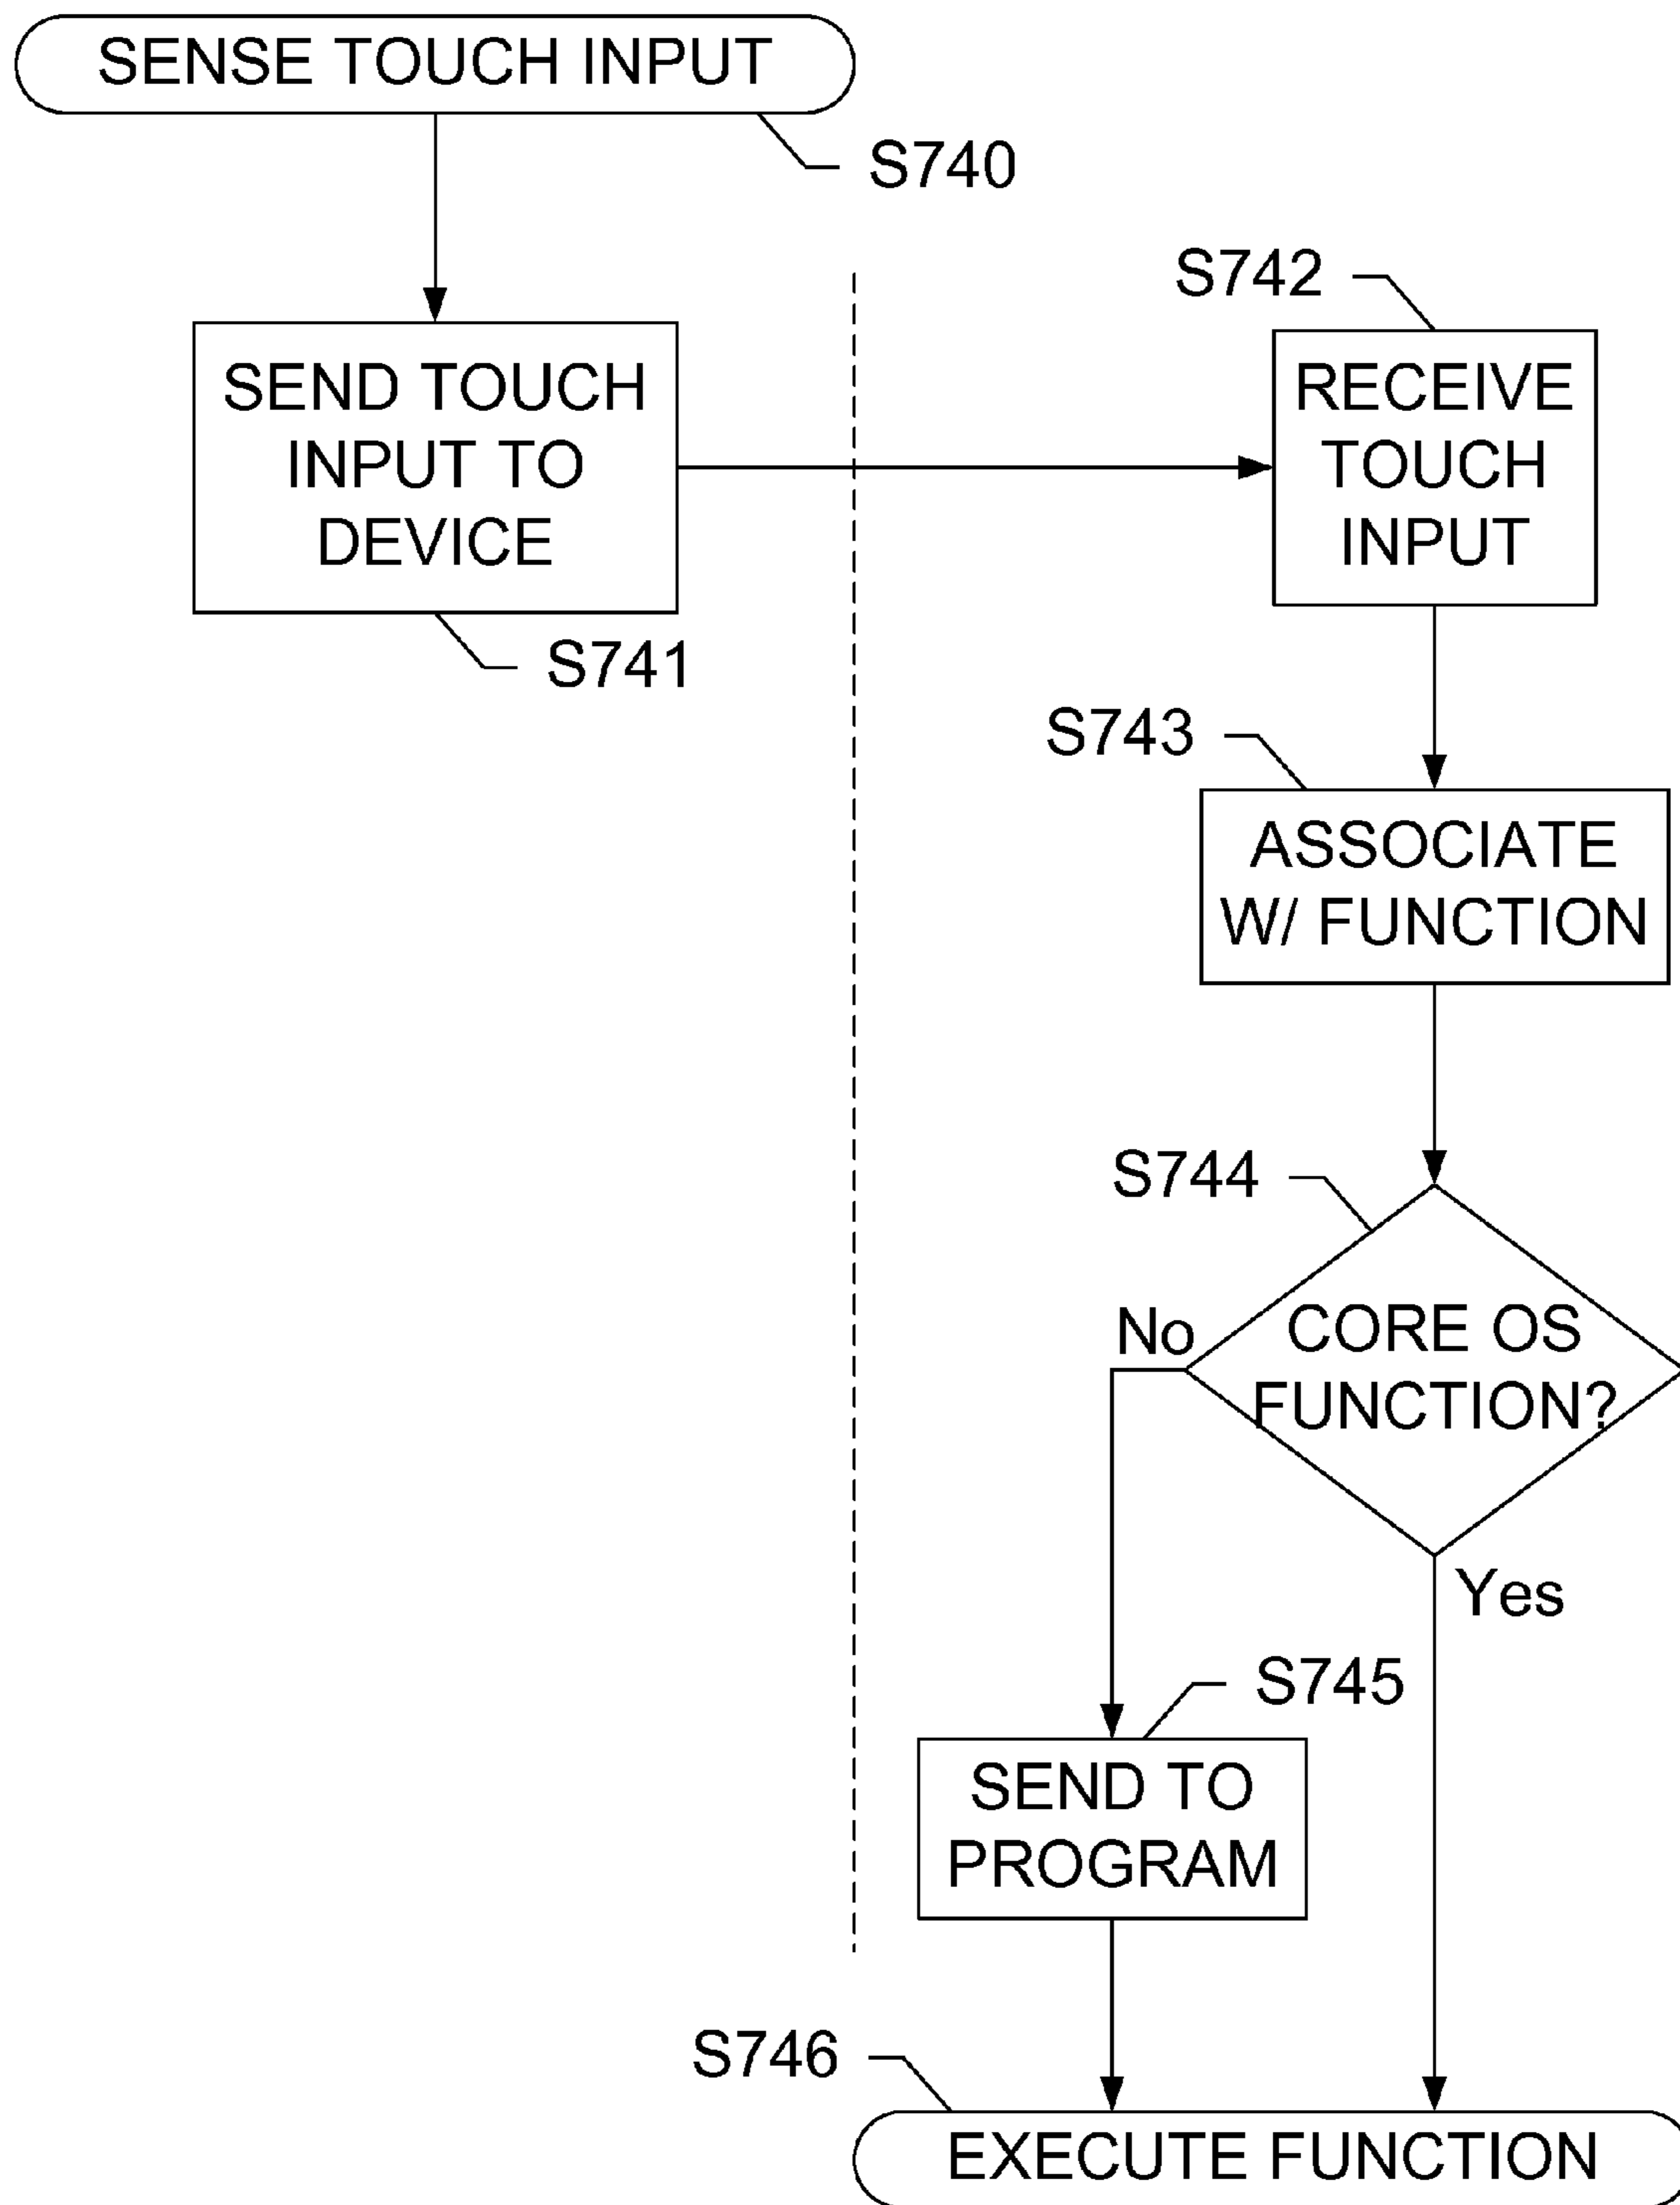 SENSE TOUCH INPUT
S740
S742
SEND TOUCH
INPUT TO
DEVICE
RECEIVE
TOUCH
INPUT
S741
S743
ASSOCIATE
W/ FUNCTION
S744
No
CORE OS
FUNCTION?
Yes
S745
SEND TO
PROGRAM
S746
EXECUTE FUNCTION